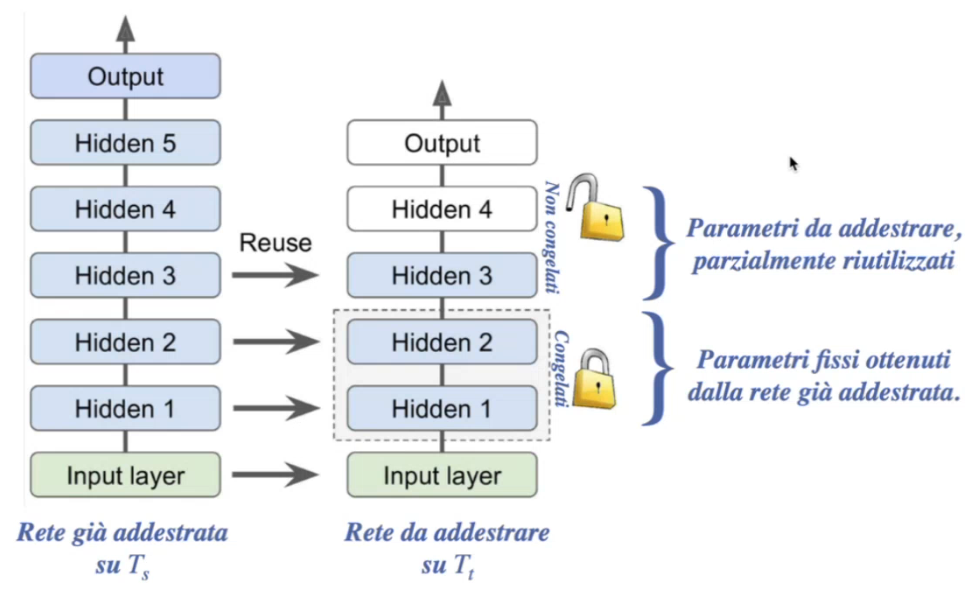 Output
Hidden 5
Hidden 4
Hidden 3
Hidden 2
Hidden 1
Input layer
Rete già addestrata
su Ts
Reuse
Output
Hidden 4
Hidden 3
Hidden 2
Hidden 1
Input layer
Rete da addestrare
su Tt
Non congelati
Congelati
Parametri da addestrare,
parzialmente riutilizzati
Parametri fissi ottenuti
dalla rete già addestrata.